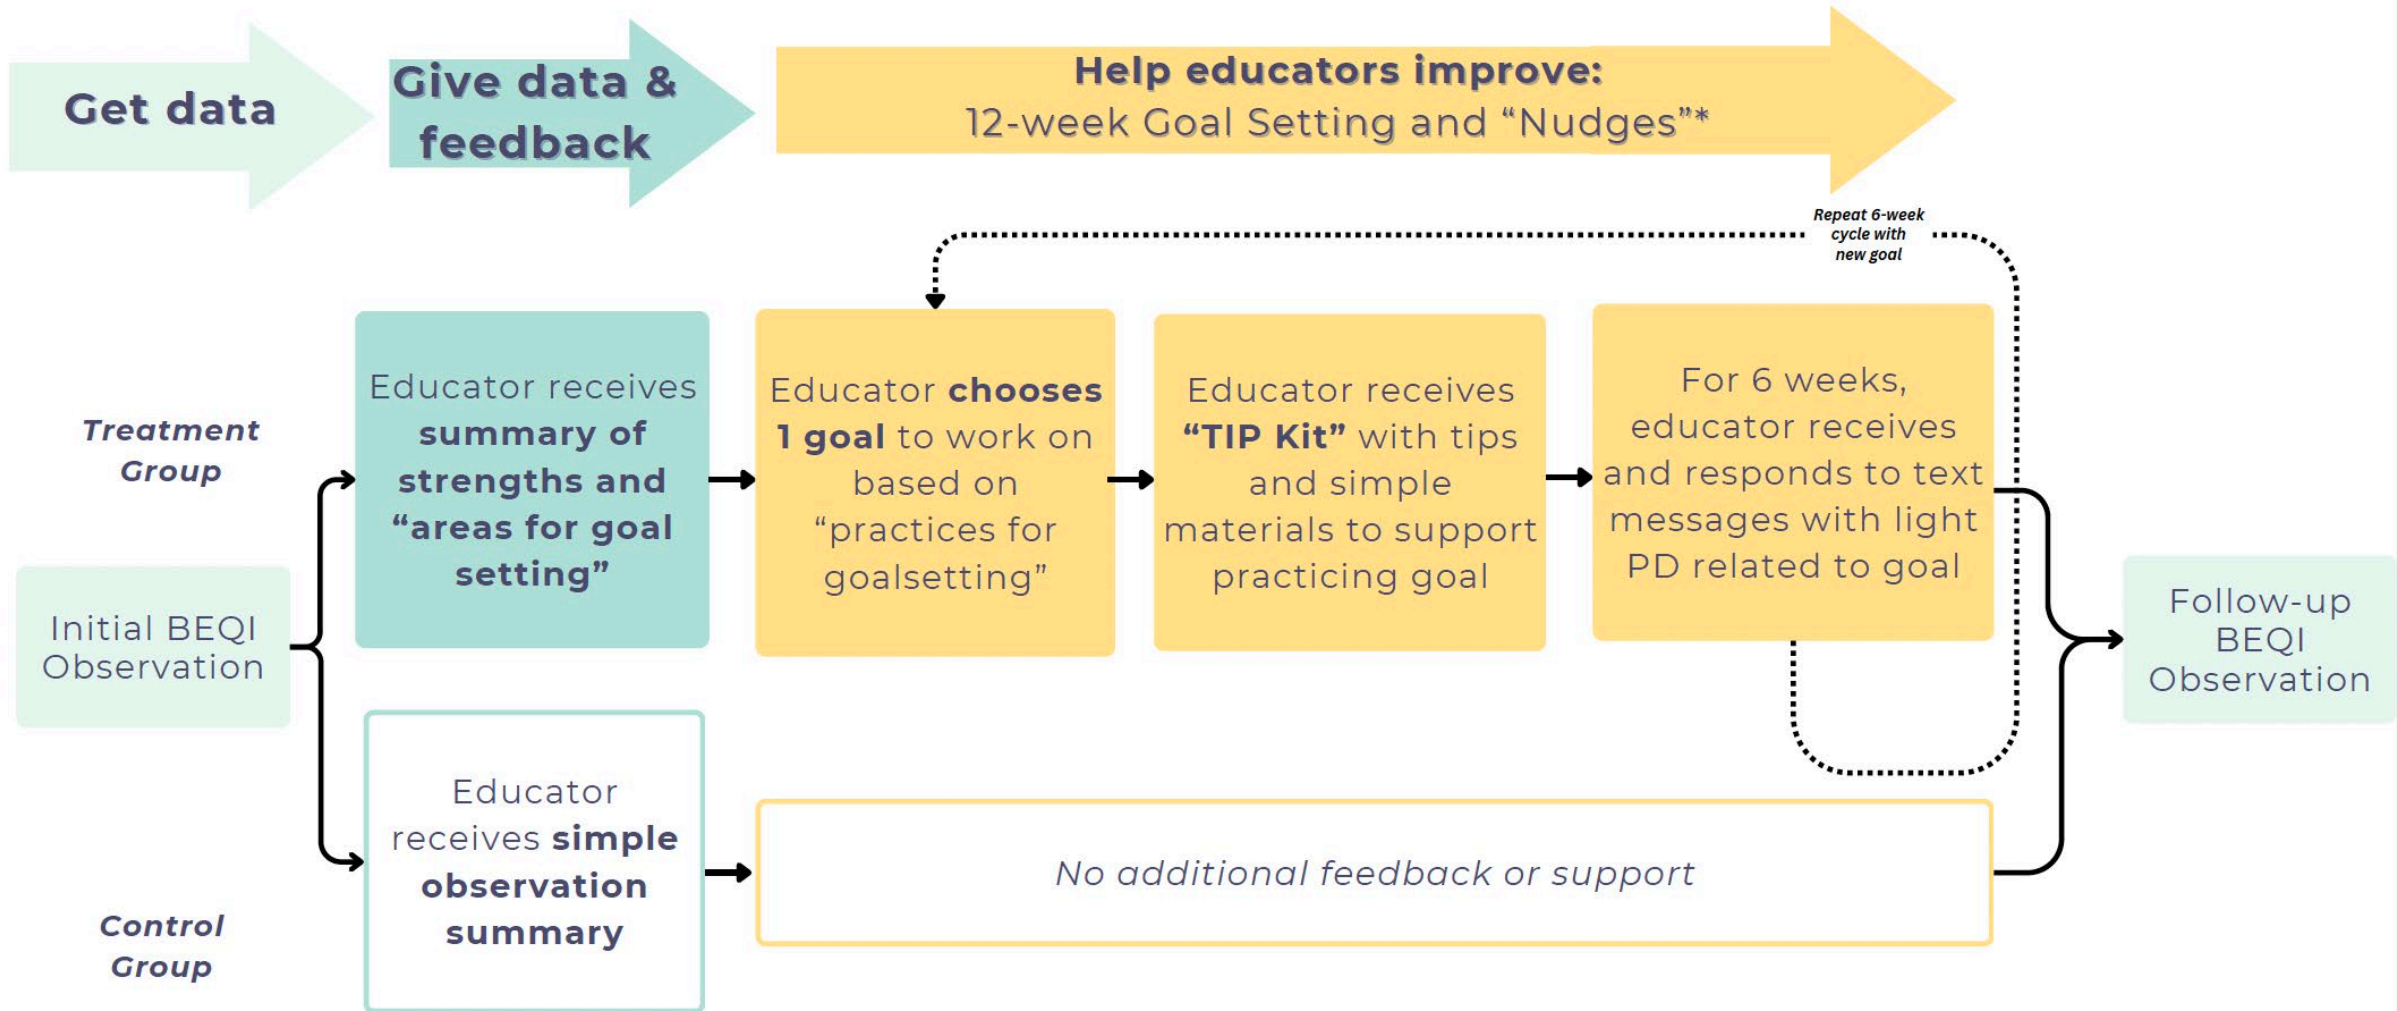 Get data
Give data &
feedback
Help educators improve:
12-week Goal Setting and “Nudges”*
Repeat 6-week
cycle with
new goal
Treatment
Group
Educator receives
summary of
strengths and
“areas for goal
setting”
Educator chooses
1 goal to work on
based on
“practices for
goalsetting”
Educator receives
“TIP Kit” with tips
and simple
materials to support
practicing goal
For 6 weeks,
educator receives
and responds to text
messages with light
PD related to goal
Initial BEQI
Observation
Follow-up
BEQI
Observation
Control
Group
Educator
receives simple
observation
summary
No additional feedback or support